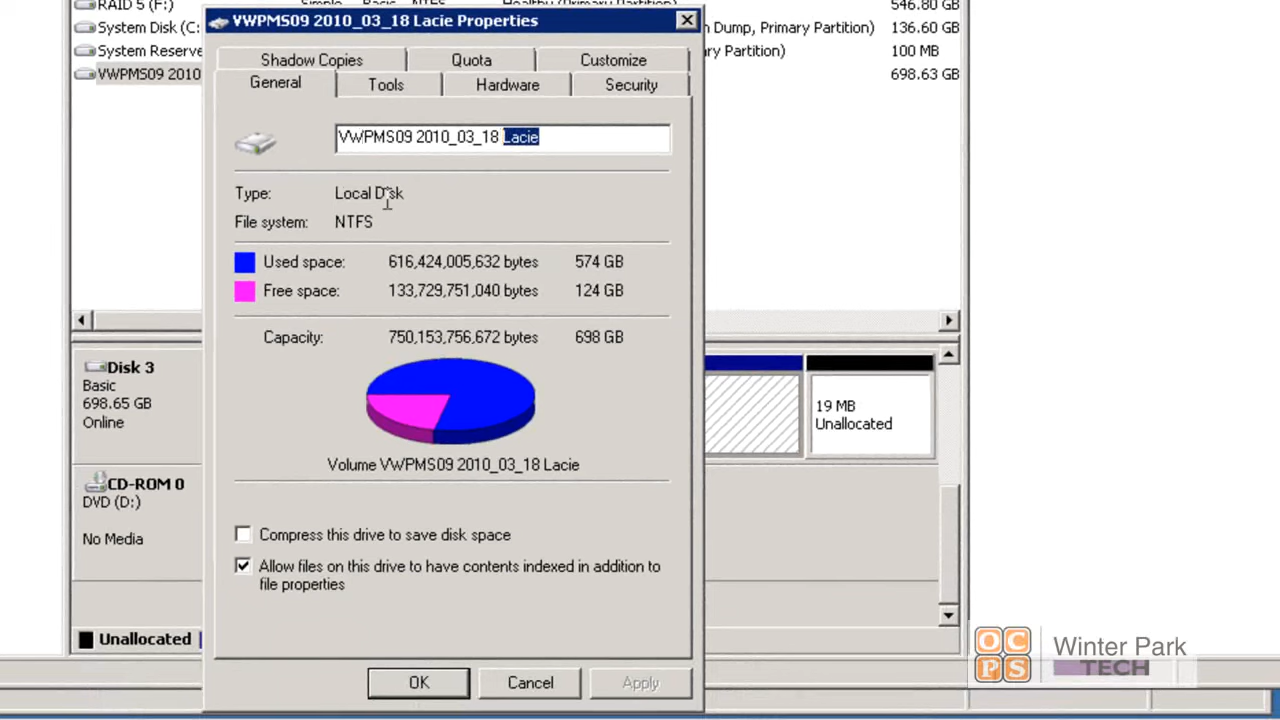 RAID 5 (F:) Simple Basic NTFS Healthy (Primary Partition) 546.80 GB
System Disk (C: n Dump, Primary Partition) 136.60 GB
System Reserve ary Partition) 100 MB
VWPMS09 2010 698.63 GB
VWPMS09 2010_03_18 Lacie Properties
Shadow Copies Quota Customize
General Tools Hardware Security
VWPMS09 2010_03_18 Lacie
Type: Local Disk
File system: NTFS
Used space: 616,424,005,632 bytes 574 GB
Free space: 133,729,751,040 bytes 124 GB
Capacity: 750,153,756,672 bytes 698 GB
Volume VWPMS09 2010_03_18 Lacie
Compress this drive to save disk space
Allow files on this drive to have contents indexed in addition to
file properties
OK Cancel Apply
Disk 3
Basic
698.65 GB
Online
19 MB
Unallocated
CD-ROM 0
DVD (D:)
No Media
Unallocated
OC
PS
Winter Park
TECH